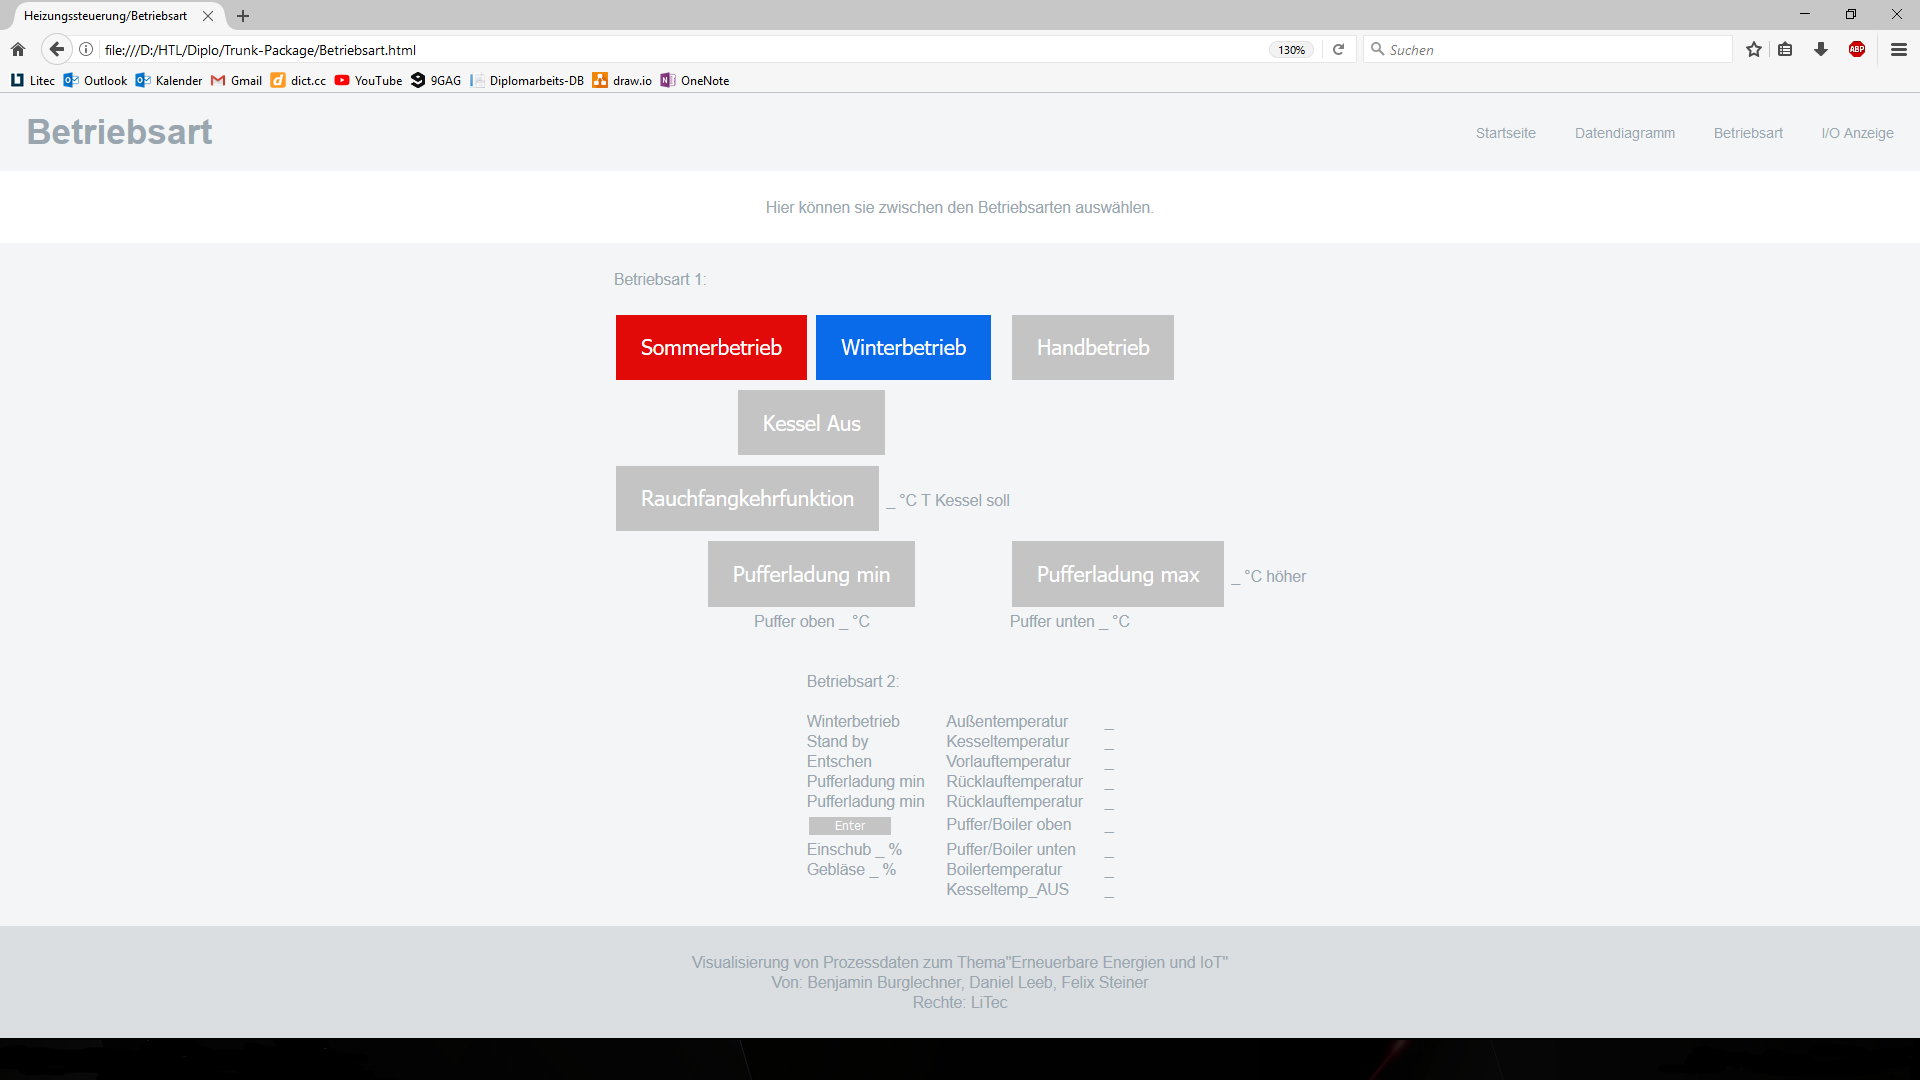 Heizungssteuerung/Betriebsart
file:///D:/HTL/Diplo/Trunk-Package/Betriebsart.html
130%
Suchen
ABP
Litec Outlook Kalender Gmail dict.cc YouTube 9GAG Diplomarbeits-DB draw.io OneNote
Betriebsart
Startseite Datendiagramm Betriebsart I/O Anzeige
Hier können sie zwischen den Betriebsarten auswählen.
Betriebsart 1:
Sommerbetrieb Winterbetrieb Handbetrieb
Kessel Aus
Rauchfangkehrfunktion _ °C T Kessel soll
Pufferladung min Pufferladung max _ °C höher
Puffer oben _ °C Puffer unten _ °C
Betriebsart 2:
Winterbetrieb Außentemperatur _
Stand by Kesseltemperatur _
Entschen Vorlauftemperatur _
Pufferladung min Rücklauftemperatur _
Pufferladung min Rücklauftemperatur _
Enter Puffer/Boiler oben _
Einschub _ % Puffer/Boiler unten _
Gebläse _ % Boilertemperatur _
Kesseltemp_AUS _
Visualisierung von Prozessdaten zum Thema"Erneuerbare Energien und IoT"
Von: Benjamin Burglechner, Daniel Leeb, Felix Steiner
Rechte: LiTec